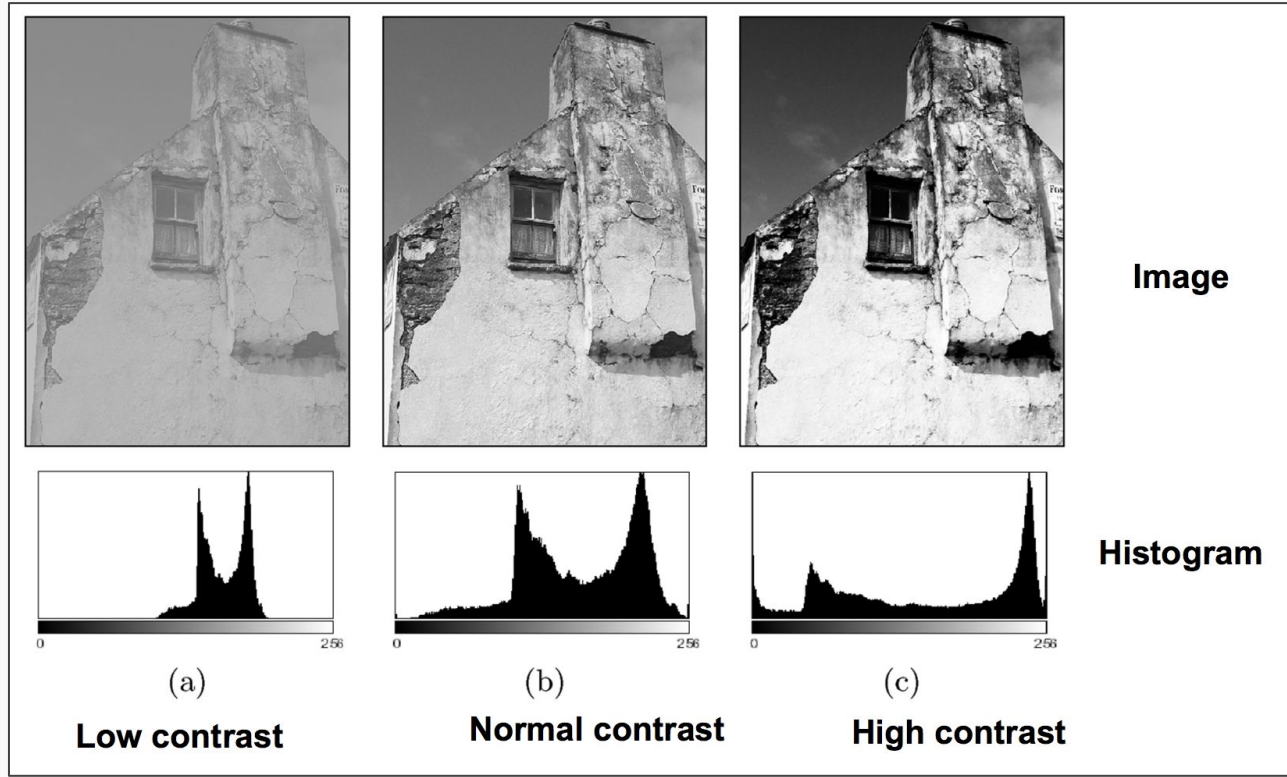 Image
Histogram
0 256
0 256
0 256
(a) (b) (c)
Low contrast Normal contrast High contrast